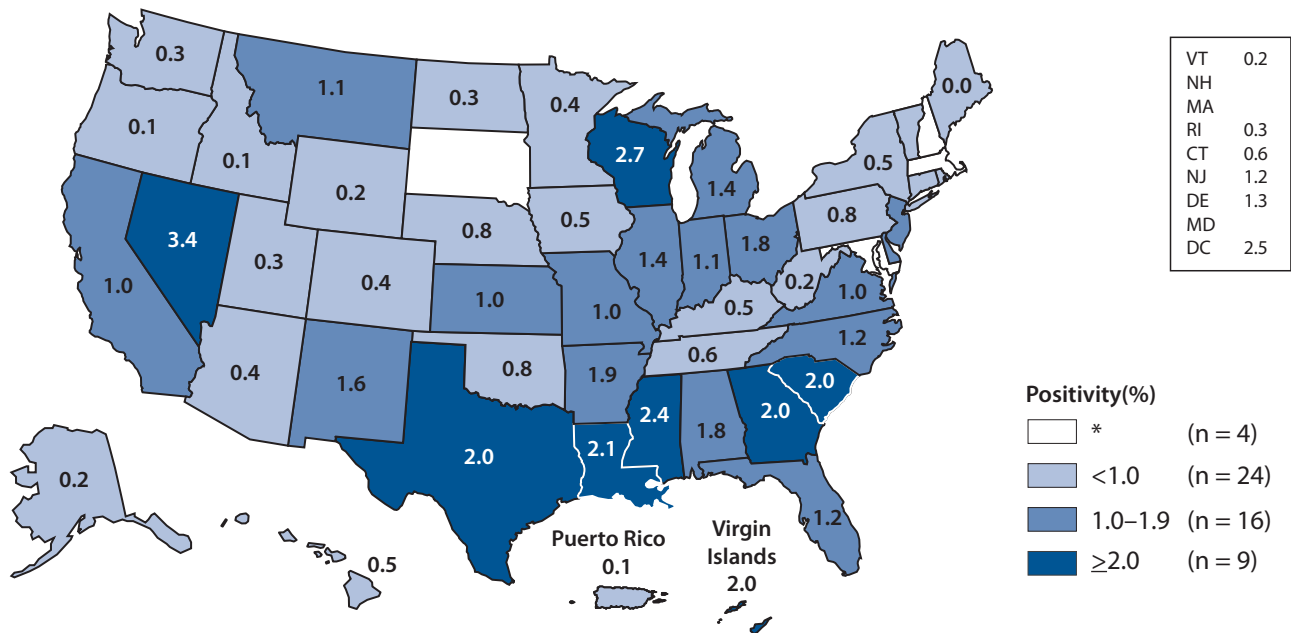 0.3
0.1
1.0
3.4
0.1
1.1
0.2
0.3
0.4
0.4
1.6
0.3
0.8
1.0
0.8
2.0
0.4
0.5
1.0
1.9
2.1
2.7
1.4
1.4
1.1
1.8
0.5
0.6
2.4
1.8
2.0
2.0
1.2
1.2
1.0
0.2
0.8
0.5
0.0
0.2
0.5
Puerto Rico
0.1
Virgin
Islands
2.0
VT 0.2
NH
MA
RI 0.3
CT 0.6
NJ 1.2
DE 1.3
MD
DC 2.5
Positivity(%)
* (n = 4)
<1.0 (n = 24)
1.0–1.9 (n = 16)
≥2.0 (n = 9)